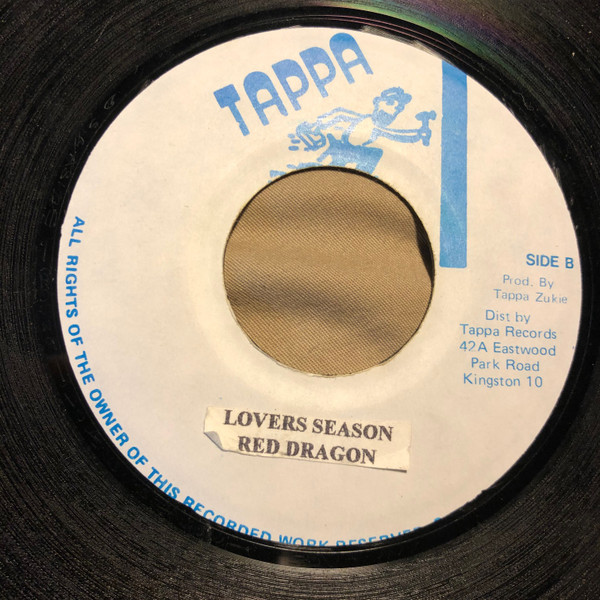 TAPPA
SIDE B
Prod. By
Tappa Zukie
Dist by
Tappa Records
42A Eastwood
Park Road
Kingston 10
LOVERS SEASON
RED DRAGON
ALL RIGHTS OF THE OWNER OF THIS RECORDED WORK RESERVED